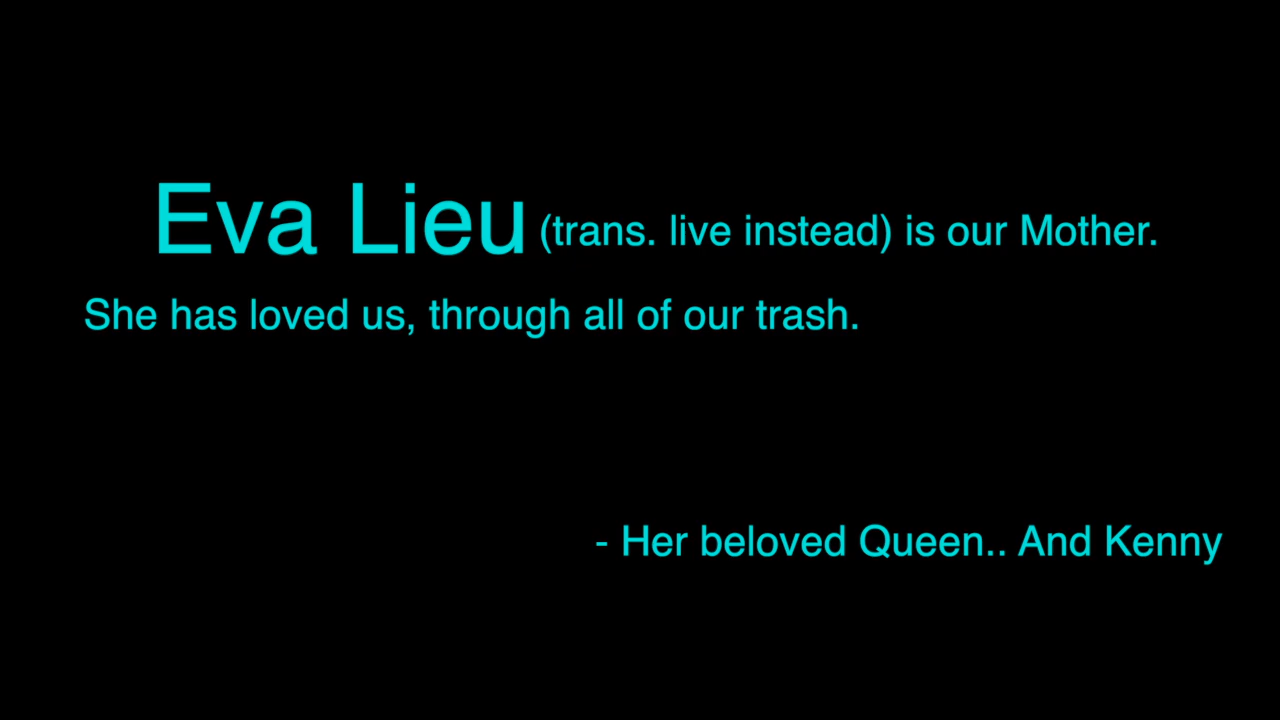 Eva Lieu (trans. live instead) is our Mother.
She has loved us, through all of our trash.
- Her beloved Queen.. And Kenny